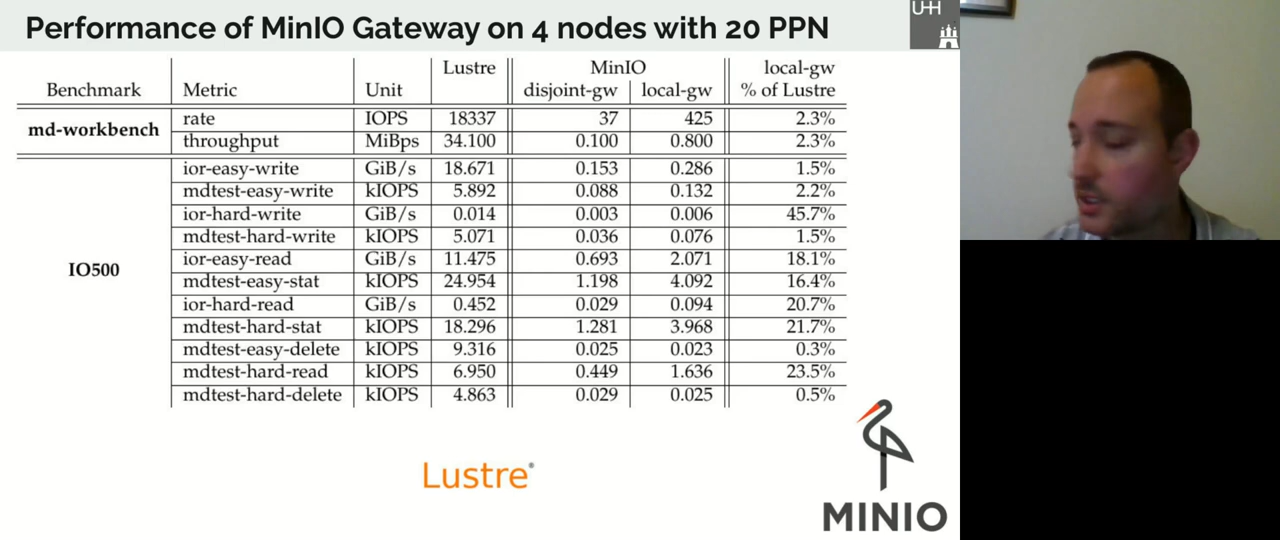 Performance of MinIO Gateway on 4 nodes with 20 PPN
UHH
Lustre MinIO local-gw
Benchmark Metric Unit disjoint-gw local-gw % of Lustre
md-workbench rate IOPS 18337 37 425 2.3%
throughput MiBps 34.100 0.100 0.800 2.3%
IO500
ior-easy-write GiB/s 18.671 0.153 0.286 1.5%
mdtest-easy-write kIOPS 5.892 0.088 0.132 2.2%
ior-hard-write GiB/s 0.014 0.003 0.006 45.7%
mdtest-hard-write kIOPS 5.071 0.036 0.076 1.5%
ior-easy-read GiB/s 11.475 0.693 2.071 18.1%
mdtest-easy-stat kIOPS 24.954 1.198 4.092 16.4%
ior-hard-read GiB/s 0.452 0.029 0.094 20.7%
mdtest-hard-stat kIOPS 18.296 1.281 3.968 21.7%
mdtest-easy-delete kIOPS 9.316 0.025 0.023 0.3%
mdtest-hard-read kIOPS 6.950 0.449 1.636 23.5%
mdtest-hard-delete kIOPS 4.863 0.029 0.025 0.5%
Lustre®
MINIO